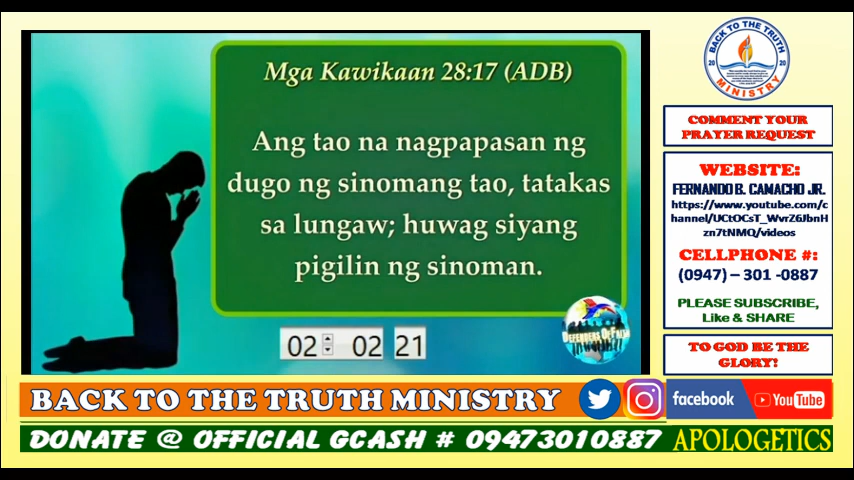 Mga Kawikaan 28:17 (ADB)
Ang tao na nagpapasan ng
dugo ng sinomang tao, tatakas
sa lungaw; huwag siyang
pigilin ng sinoman.
02 02 21
BACK TO THE TRUTH
20 20
MINISTRY
COMMENT YOUR
PRAYER REQUEST
WEBSITE:
FERNANDO B. CAMACHO JR.
https://www.youtube.com/c
hannel/UCtOCsT_WvrZ6JbnH
zn7tNMQ/videos
CELLPHONE #:
(0947) – 301 -0887
PLEASE SUBSCRIBE,
Like & SHARE
TO GOD BE THE
GLORY!
BACK TO THE TRUTH MINISTRY
facebook
YouTube
DONATE @ OFFICIAL GCASH # 09473010887 APOLOGETICS